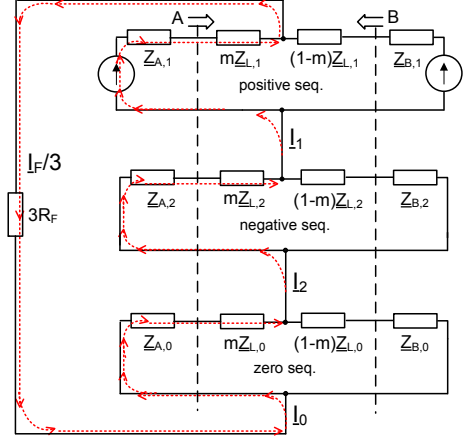 A B
Z_A,1 mZ_L,1 (1-m)Z_L,1 Z_B,1
positive seq.
I_1
I_F/3
3R_F
Z_A,2 mZ_L,2 (1-m)Z_L,2 Z_B,2
negative seq.
I_2
Z_A,0 mZ_L,0 (1-m)Z_L,0 Z_B,0
zero seq.
I_0